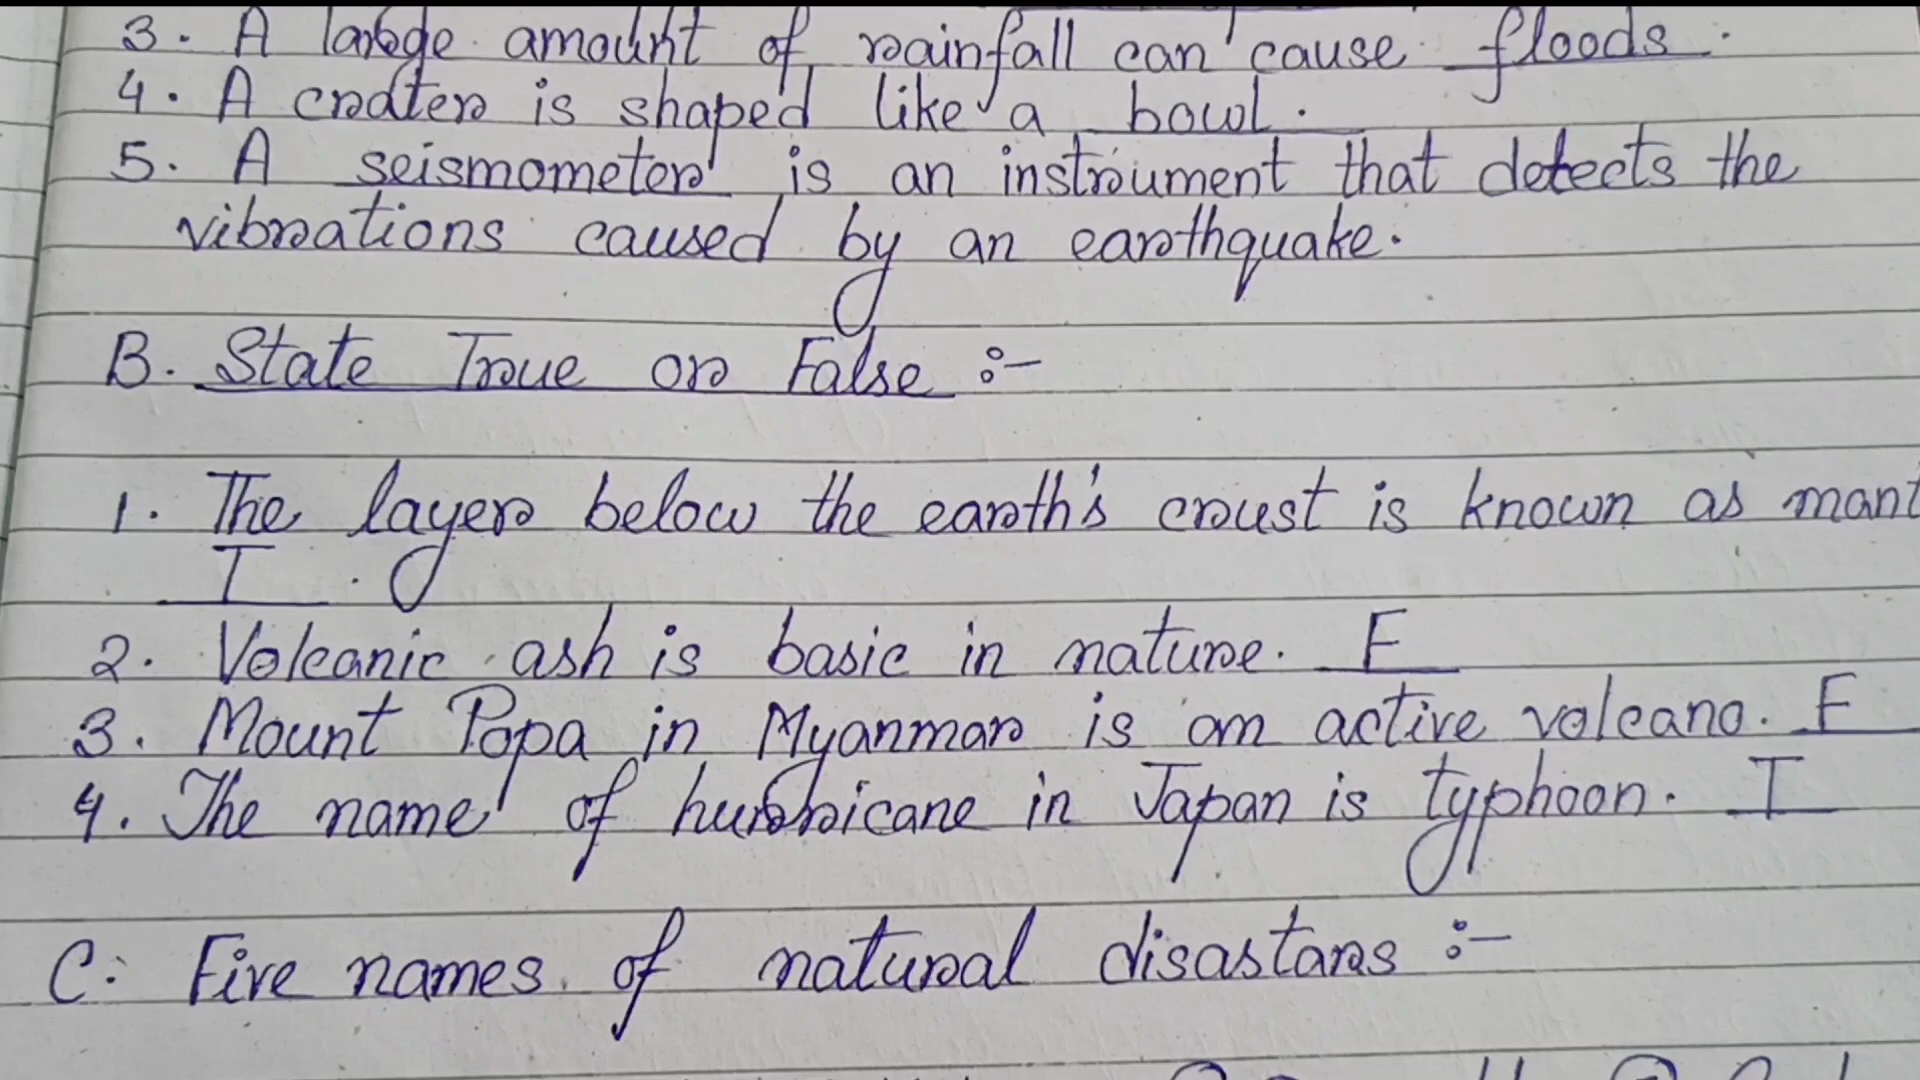 3. A large amount of rainfall can cause floods.
4. A crater is shaped like a bowl.
5. A seismometer is an instrument that detects the
vibrations caused by an earthquake.
B. State True or False :-
1. The layer below the earth's crust is known as mant
T.
2. Volcanic ash is basic in nature. F
3. Mount Popa in Myanmar is an active volcano. F
4. The name of hurricane in Japan is typhoon. T
C: Five names of natural disastars :-